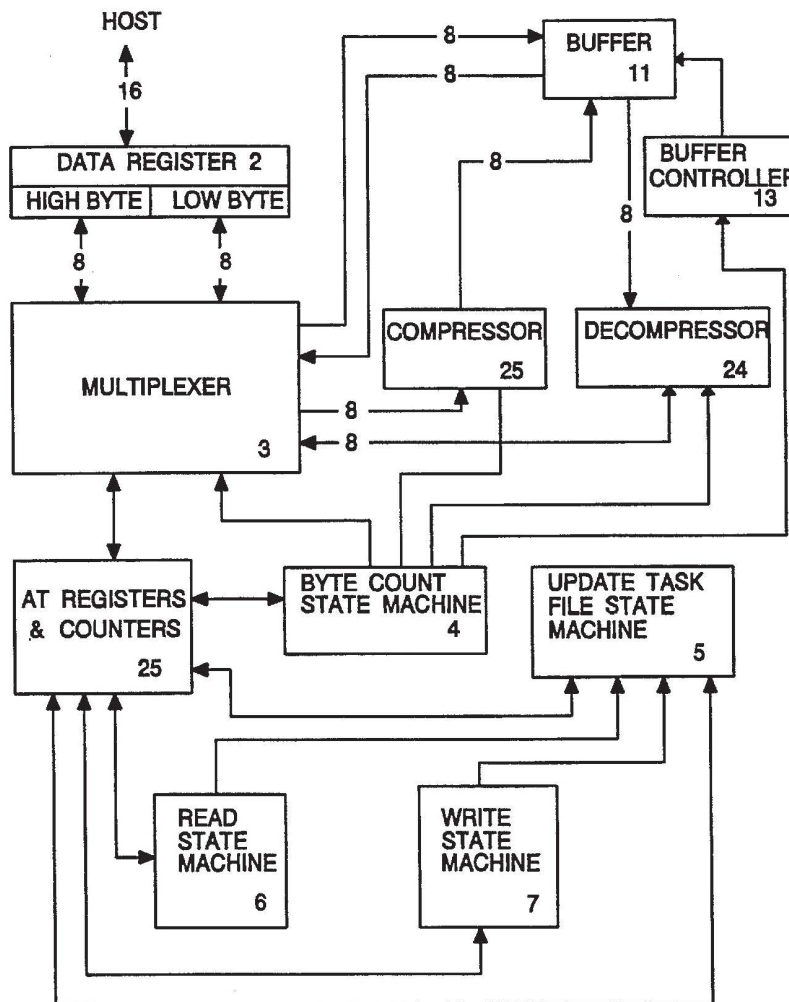 HOST
16
DATA REGISTER 2
HIGH BYTE
LOW BYTE
8
8
MULTIPLEXER
3
8
8
8
8
BUFFER
11
8
8
BUFFER
CONTROLLER
13
COMPRESSOR
25
DECOMPRESSOR
24
AT REGISTERS
& COUNTERS
25
BYTE COUNT
STATE MACHINE
4
UPDATE TASK
FILE STATE
MACHINE
5
READ
STATE
MACHINE
6
WRITE
STATE
MACHINE
7